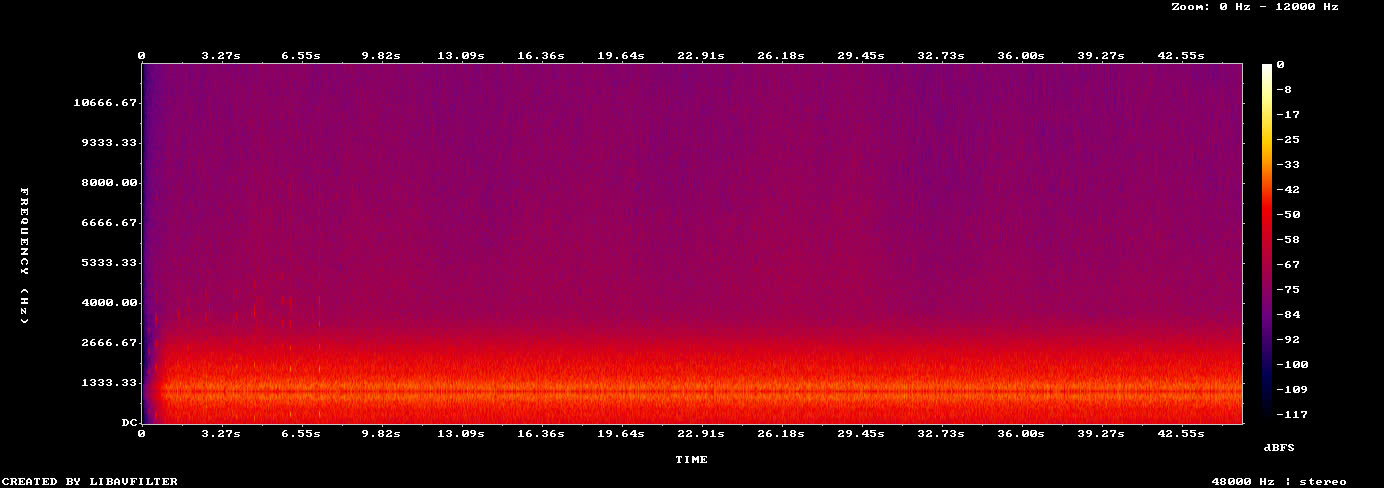 Zoom: 0 Hz - 12000 Hz
0 3.27s 6.55s 9.82s 13.09s 16.36s 19.64s 22.91s 26.18s 29.45s 32.73s 36.00s 39.27s 42.55s
10666.67
9333.33
8000.00
6666.67
5333.33
4000.00
2666.67
1333.33
DC
FREQUENCY (Hz)
0
-8
-17
-25
-33
-42
-50
-58
-67
-75
-84
-92
-100
-109
-117
dBFS
0 3.27s 6.55s 9.82s 13.09s 16.36s 19.64s 22.91s 26.18s 29.45s 32.73s 36.00s 39.27s 42.55s
TIME
CREATED BY LIBAVFILTER
48000 Hz | stereo